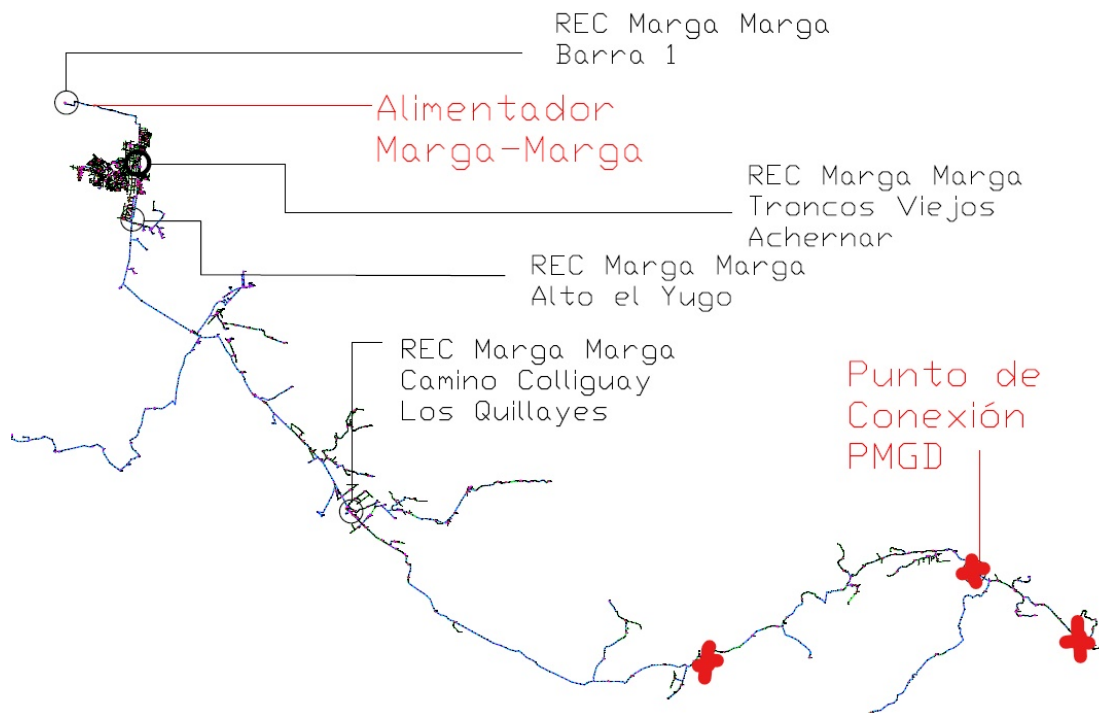 REC Marga Marga
Barra 1
Alimentador
Marga-Marga
REC Marga Marga
Troncos Viejos
Achernar
REC Marga Marga
Alto el Yugo
REC Marga Marga
Camino Colliguay
Los Quillayes
Punto de
Conexión
PMGD